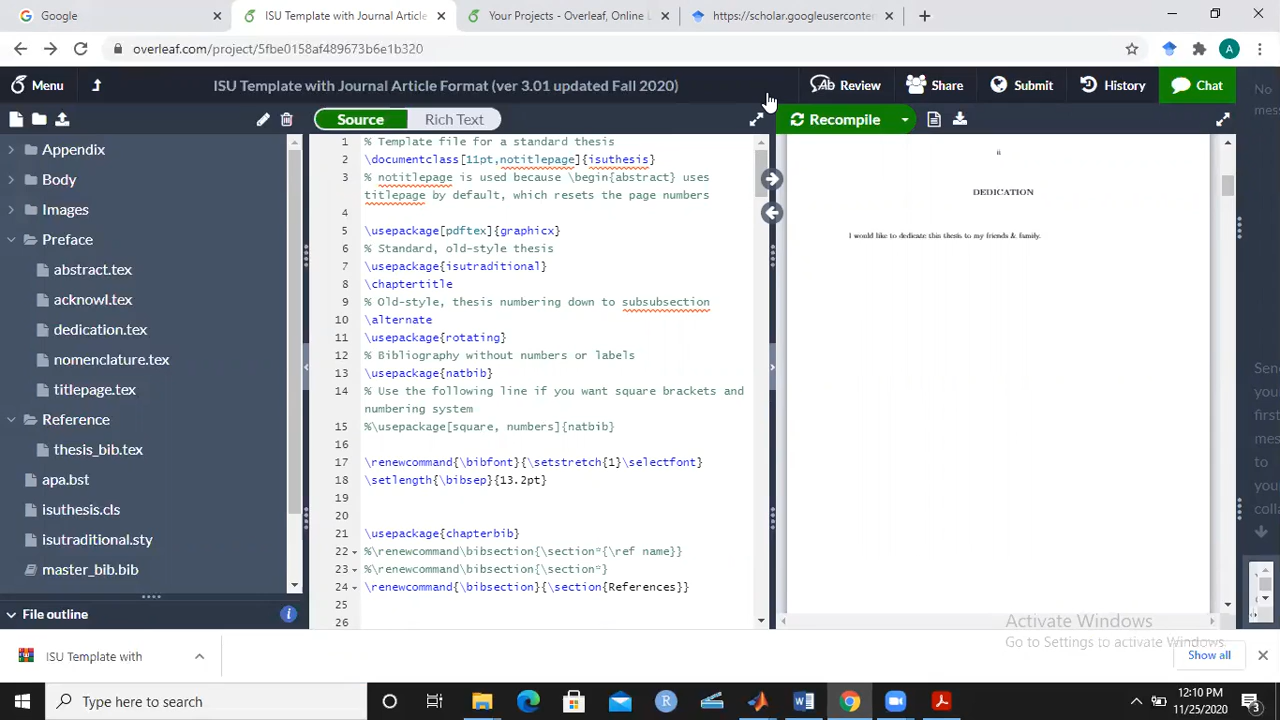 Google
ISU Template with Journal Article
Your Projects - Overleaf, Online L
https://scholar.googleuserconten
overleaf.com/project/5fbe0158af489673b6e1b320
A
Menu
ISU Template with Journal Article Format (ver 3.01 updated Fall 2020)
Review
Share
Submit
History
Chat
Source
Rich Text
Recompile
Appendix
Body
Images
Preface
abstract.tex
acknowl.tex
dedication.tex
nomenclature.tex
titlepage.tex
Reference
thesis_bib.tex
apa.bst
isuthesis.cls
isutraditional.sty
master_bib.bib
File outline
1 % Template file for a standard thesis
2 \documentclass[11pt,notitlepage]{isuthesis}
3 % notitlepage is used because \begin{abstract} uses
titlepage by default, which resets the page numbers
4
5 \usepackage[pdftex]{graphicx}
6 % Standard, old-style thesis
7 \usepackage{isutraditional}
8 \chaptertitle
9 % Old-style, thesis numbering down to subsubsection
10 \alternate
11 \usepackage{rotating}
12 % Bibliography without numbers or labels
13 \usepackage{natbib}
14 % Use the following line if you want square brackets and
numbering system
15 %\usepackage[square, numbers]{natbib}
16
17 \renewcommand{\bibfont}{\setstretch{1}\selectfont}
18 \setlength{\bibsep}{13.2pt}
19
20
21 \usepackage{chapterbib}
22 %\renewcommand\bibsection{\section*{\ref name}}
23 %\renewcommand\bibsection{\section*}
24 \renewcommand{\bibsection}{\section{References}}
25
26
ii
DEDICATION
I would like to dedicate this thesis to my friends & family.
No
mess
Send
your
first
mes
to
your
colla
Activate Windows
Go to Settings to activate Windows.
ISU Template with
Show all
Type here to search
12:10 PM
11/25/2020
3